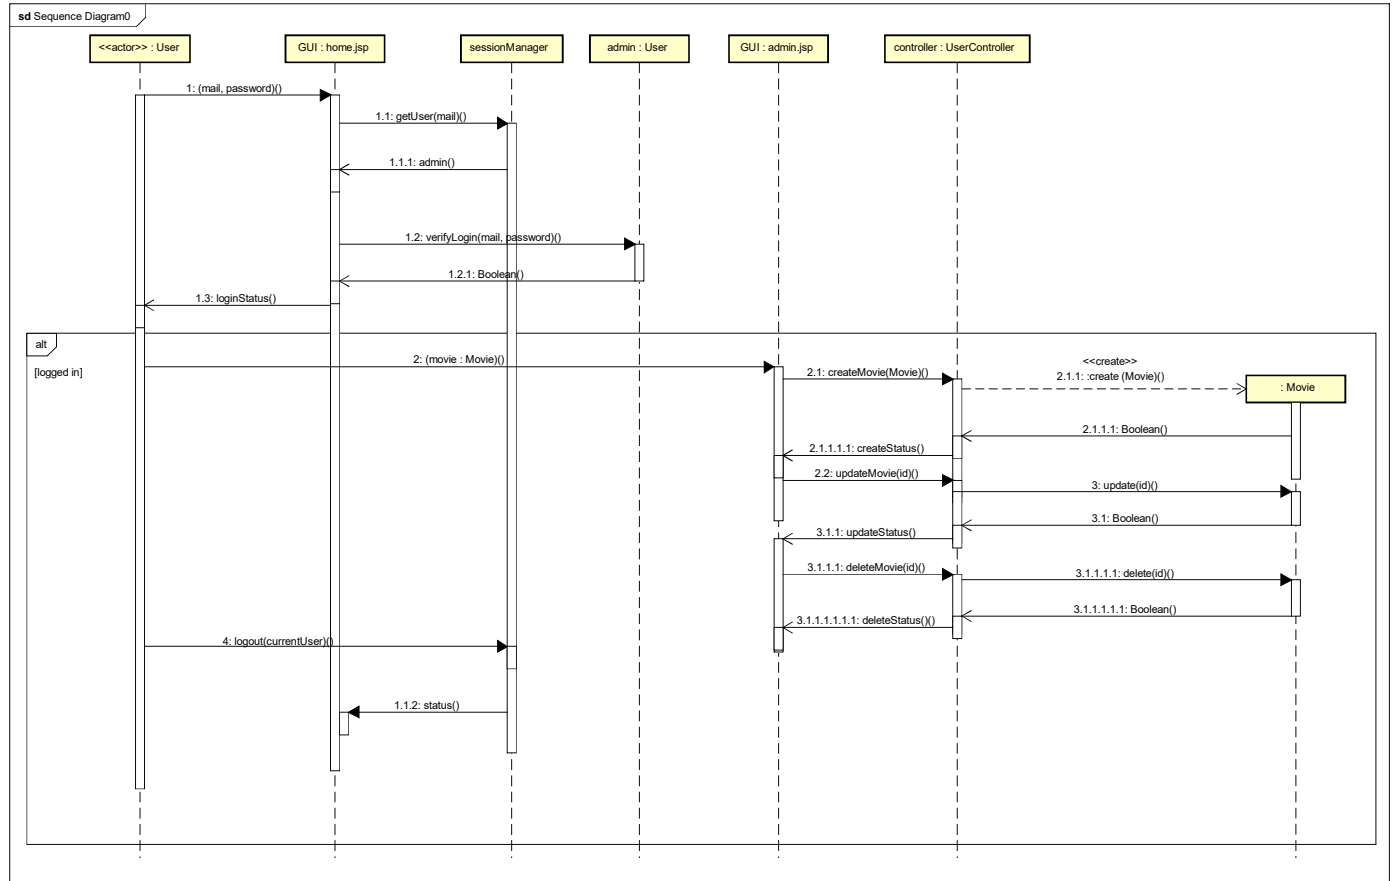 sd Sequence Diagram0
<<actor>> : User
GUI : home.jsp
sessionManager
admin : User
GUI : admin.jsp
controller : UserController
1: (mail, password)()
1.1: getUser(mail)()
1.1.1: admin()
1.2: verifyLogin(mail, password)()
1.2.1: Boolean()
1.3: loginStatus()
alt
[logged in]
2: (movie : Movie)()
2.1: createMovie(Movie)()
<<create>>
2.1.1: :create (Movie)()
: Movie
2.1.1.1: Boolean()
2.1.1.1.1: createStatus()
2.2: updateMovie(id)()
3: update(id)()
3.1: Boolean()
3.1.1: updateStatus()
3.1.1.1: deleteMovie(id)()
3.1.1.1.1: delete(id)()
3.1.1.1.1.1: Boolean()
3.1.1.1.1.1.1: deleteStatus()()
4: logout(currentUser)()
1.1.2: status()